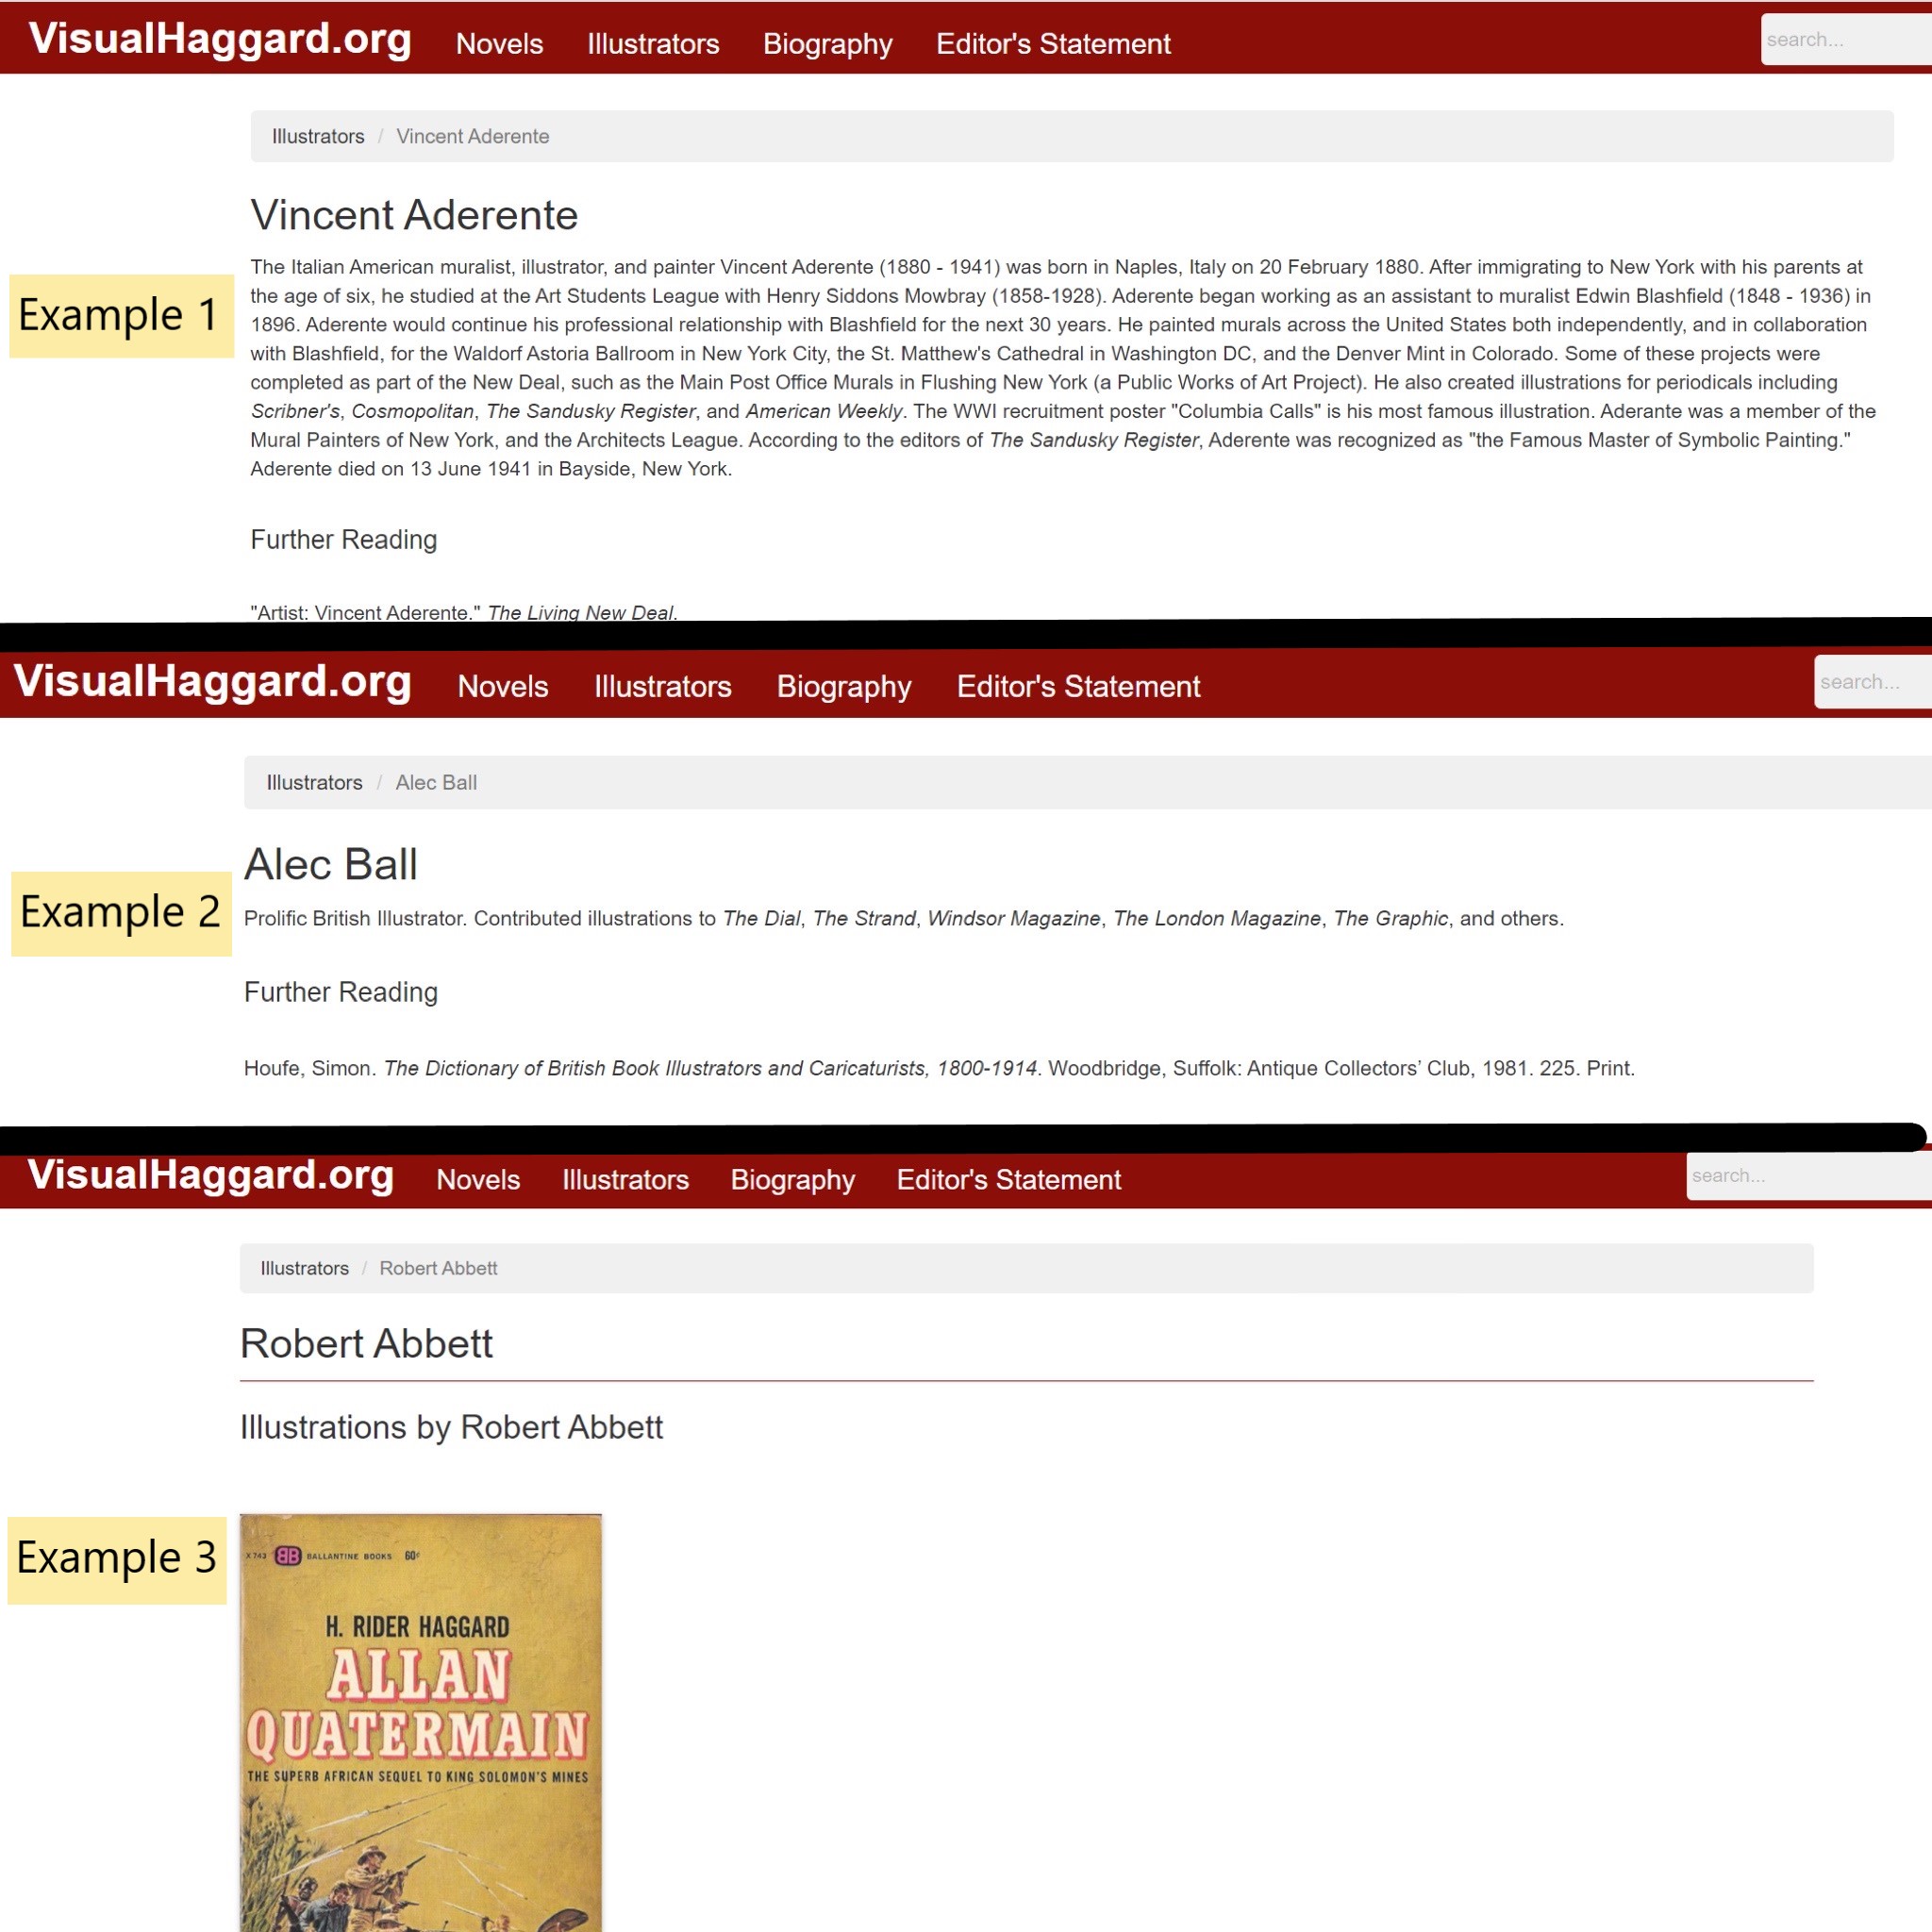 VisualHaggard.org Novels Illustrators Biography Editor's Statement search...
Illustrators / Vincent Aderente
Vincent Aderente
Example 1
The Italian American muralist, illustrator, and painter Vincent Aderente (1880 - 1941) was born in Naples, Italy on 20 February 1880. After immigrating to New York with his parents at
the age of six, he studied at the Art Students League with Henry Siddons Mowbray (1858-1928). Aderente began working as an assistant to muralist Edwin Blashfield (1848 - 1936) in
1896. Aderente would continue his professional relationship with Blashfield for the next 30 years. He painted murals across the United States both independently, and in collaboration
with Blashfield, for the Waldorf Astoria Ballroom in New York City, the St. Matthew's Cathedral in Washington DC, and the Denver Mint in Colorado. Some of these projects were
completed as part of the New Deal, such as the Main Post Office Murals in Flushing New York (a Public Works of Art Project). He also created illustrations for periodicals including
Scribner's, Cosmopolitan, The Sandusky Register, and American Weekly. The WWI recruitment poster "Columbia Calls" is his most famous illustration. Aderante was a member of the
Mural Painters of New York, and the Architects League. According to the editors of The Sandusky Register, Aderente was recognized as "the Famous Master of Symbolic Painting."
Aderente died on 13 June 1941 in Bayside, New York.
Further Reading
"Artist: Vincent Aderente." The Living New Deal.
VisualHaggard.org Novels Illustrators Biography Editor's Statement search...
Illustrators / Alec Ball
Alec Ball
Example 2
Prolific British Illustrator. Contributed illustrations to The Dial, The Strand, Windsor Magazine, The London Magazine, The Graphic, and others.
Further Reading
Houfe, Simon. The Dictionary of British Book Illustrators and Caricaturists, 1800-1914. Woodbridge, Suffolk: Antique Collectors’ Club, 1981. 225. Print.
VisualHaggard.org Novels Illustrators Biography Editor's Statement search...
Illustrators / Robert Abbett
Robert Abbett
Illustrations by Robert Abbett
Example 3
X 743 BB BALLANTINE BOOKS 60¢
H. RIDER HAGGARD
ALLAN
QUATERMAIN
THE SUPERB AFRICAN SEQUEL TO KING SOLOMON'S MINES